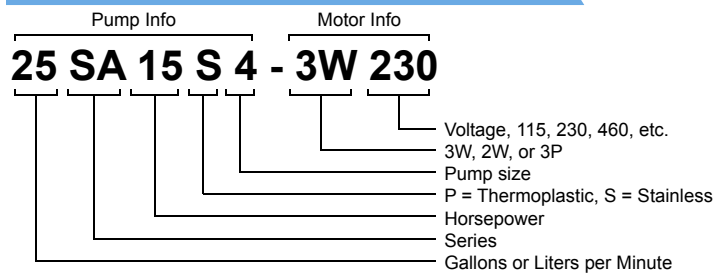 Pump Info Motor Info
25 SA 15 S 4 - 3W 230
Voltage, 115, 230, 460, etc.
3W, 2W, or 3P
Pump size
P = Thermoplastic, S = Stainless
Horsepower
Series
Gallons or Liters per Minute